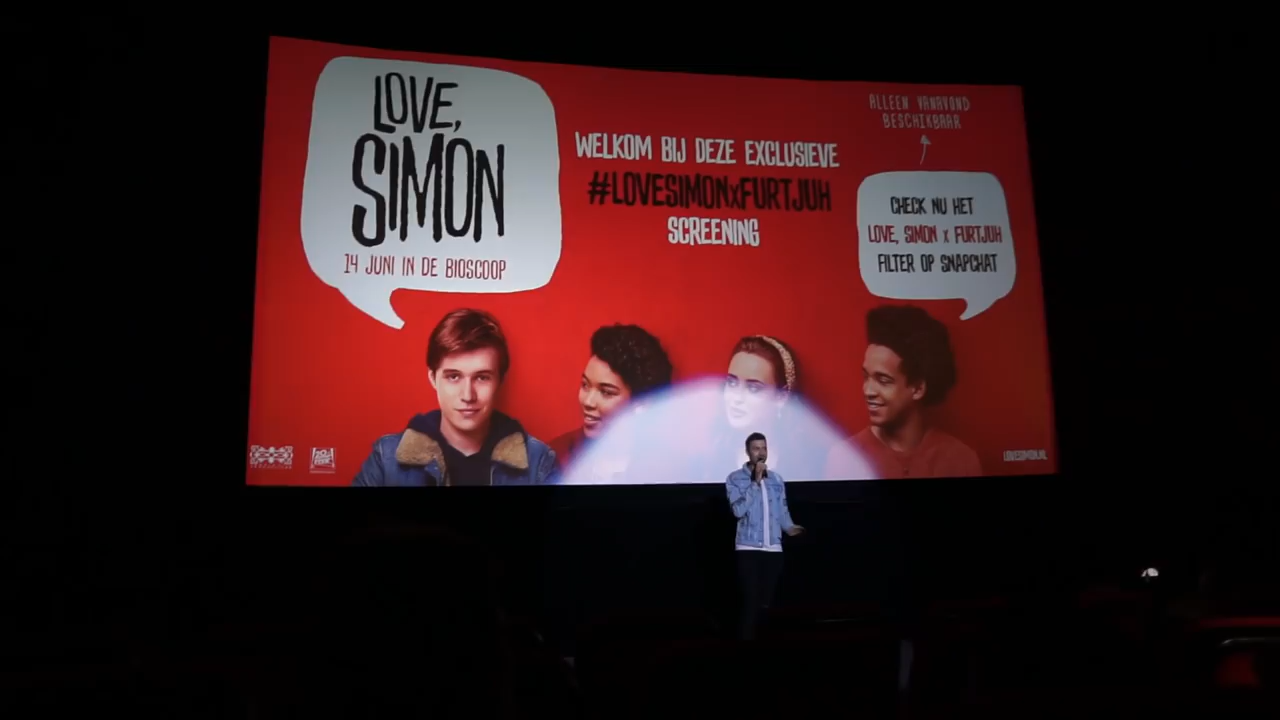 LOVE,
SIMON
14 JUNI IN DE BIOSCOOP
WELKOM BIJ DEZE EXCLUSIEVE
#LOVESIMONxFURTJUH
SCREENING
ALLEEN VANAVOND
BESCHIKBAAR
CHECK NU HET
LOVE, SIMON x FURTJUH
FILTER OP SNAPCHAT
LOVESIMON.NL